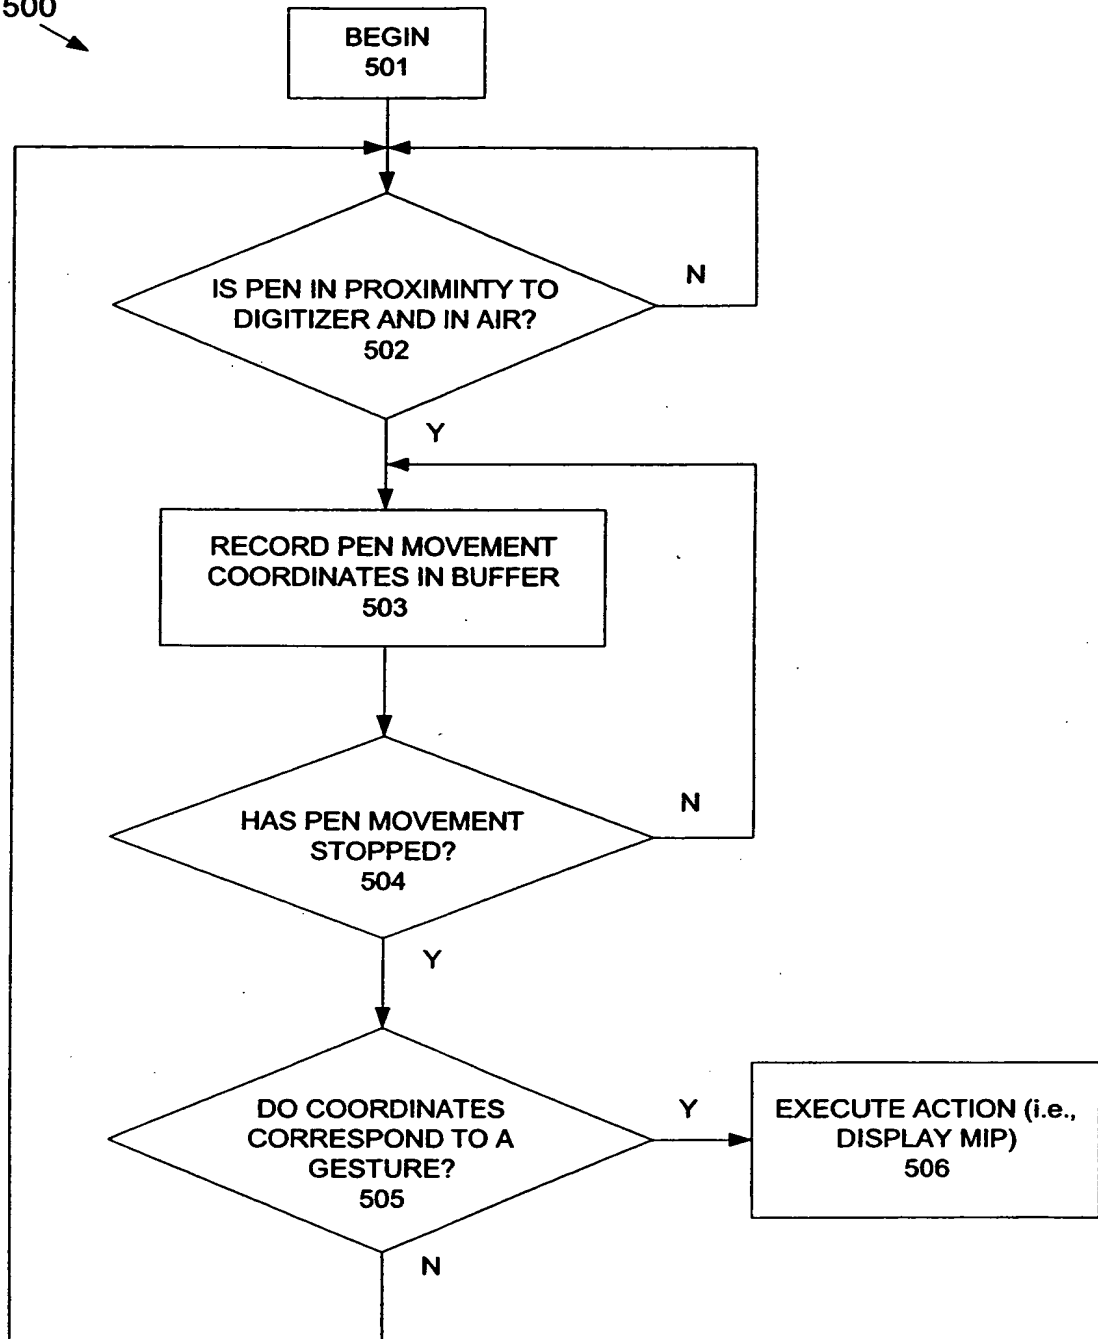 500
BEGIN
501
IS PEN IN PROXIMINTY TO
DIGITIZER AND IN AIR?
502
N
Y
RECORD PEN MOVEMENT
COORDINATES IN BUFFER
503
HAS PEN MOVEMENT
STOPPED?
504
N
Y
DO COORDINATES
CORRESPOND TO A
GESTURE?
505
Y
EXECUTE ACTION (i.e.,
DISPLAY MIP)
506
N